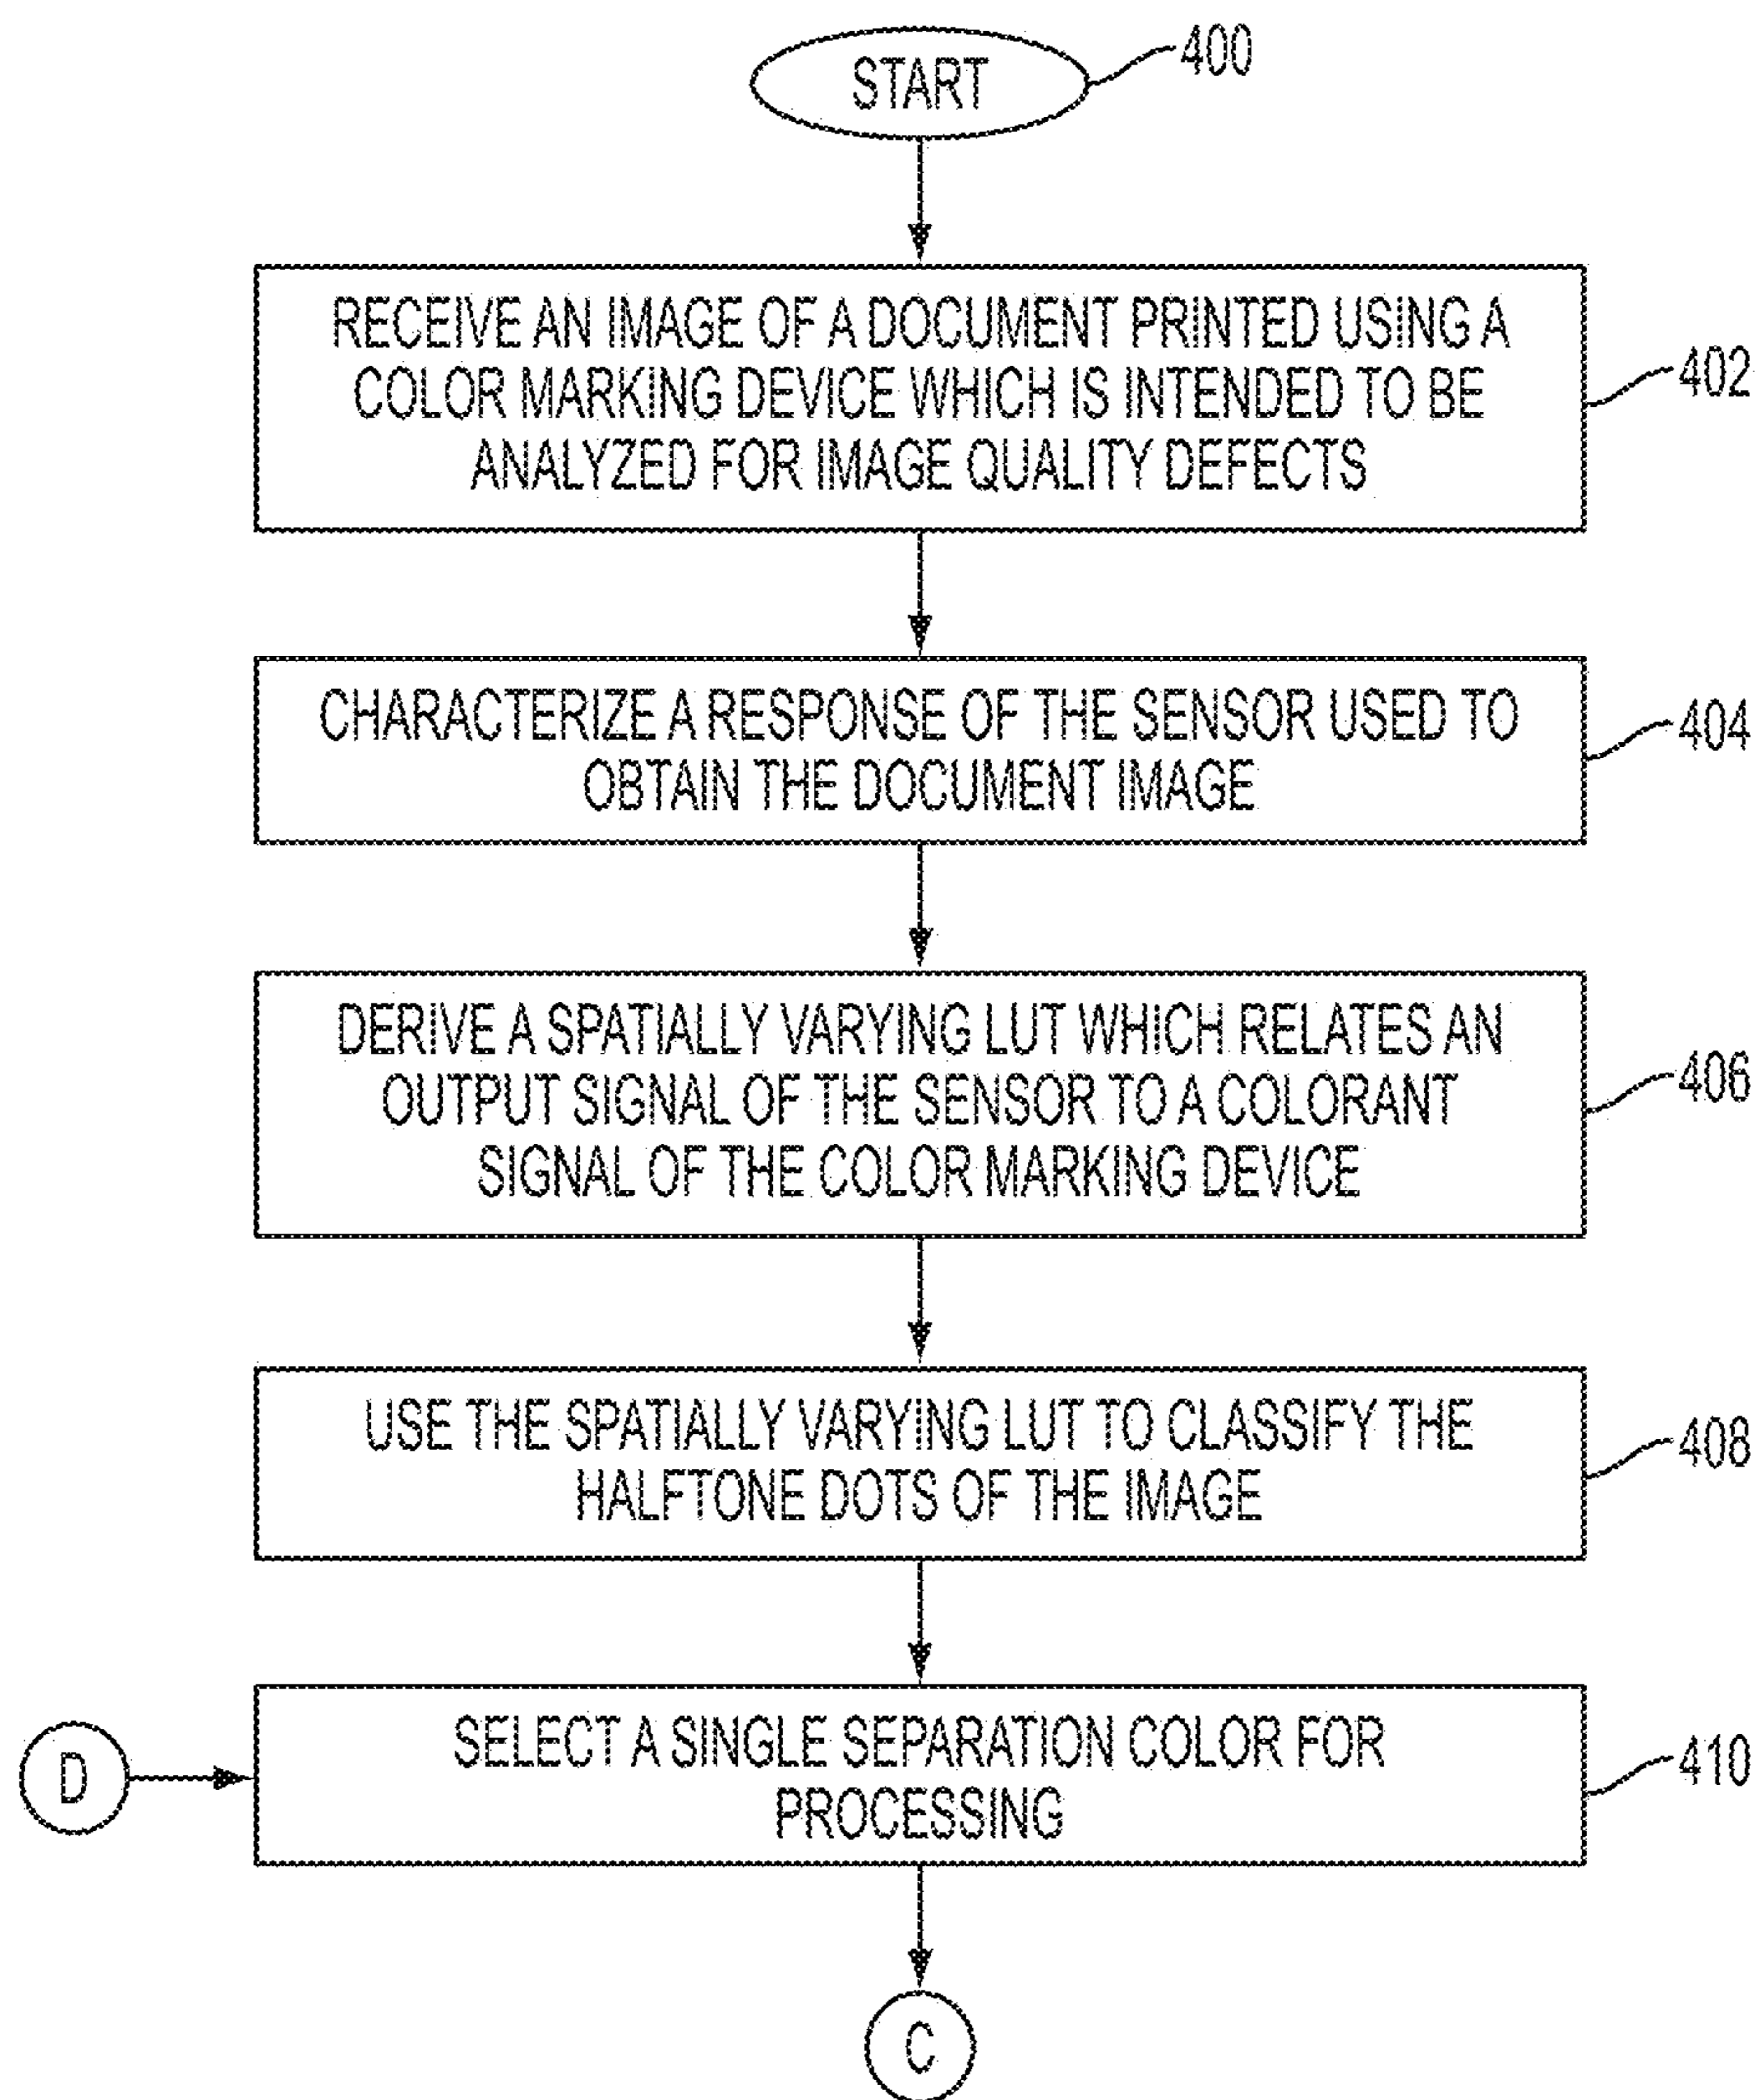 START
400
RECEIVE AN IMAGE OF A DOCUMENT PRINTED USING A
COLOR MARKING DEVICE WHICH IS INTENDED TO BE
ANALYZED FOR IMAGE QUALITY DEFECTS
402
CHARACTERIZE A RESPONSE OF THE SENSOR USED TO
OBTAIN THE DOCUMENT IMAGE
404
DERIVE A SPATIALLY VARYING LUT WHICH RELATES AN
OUTPUT SIGNAL OF THE SENSOR TO A COLORANT
SIGNAL OF THE COLOR MARKING DEVICE
406
USE THE SPATIALLY VARYING LUT TO CLASSIFY THE
HALFTONE DOTS OF THE IMAGE
408
D
SELECT A SINGLE SEPARATION COLOR FOR
PROCESSING
410
C